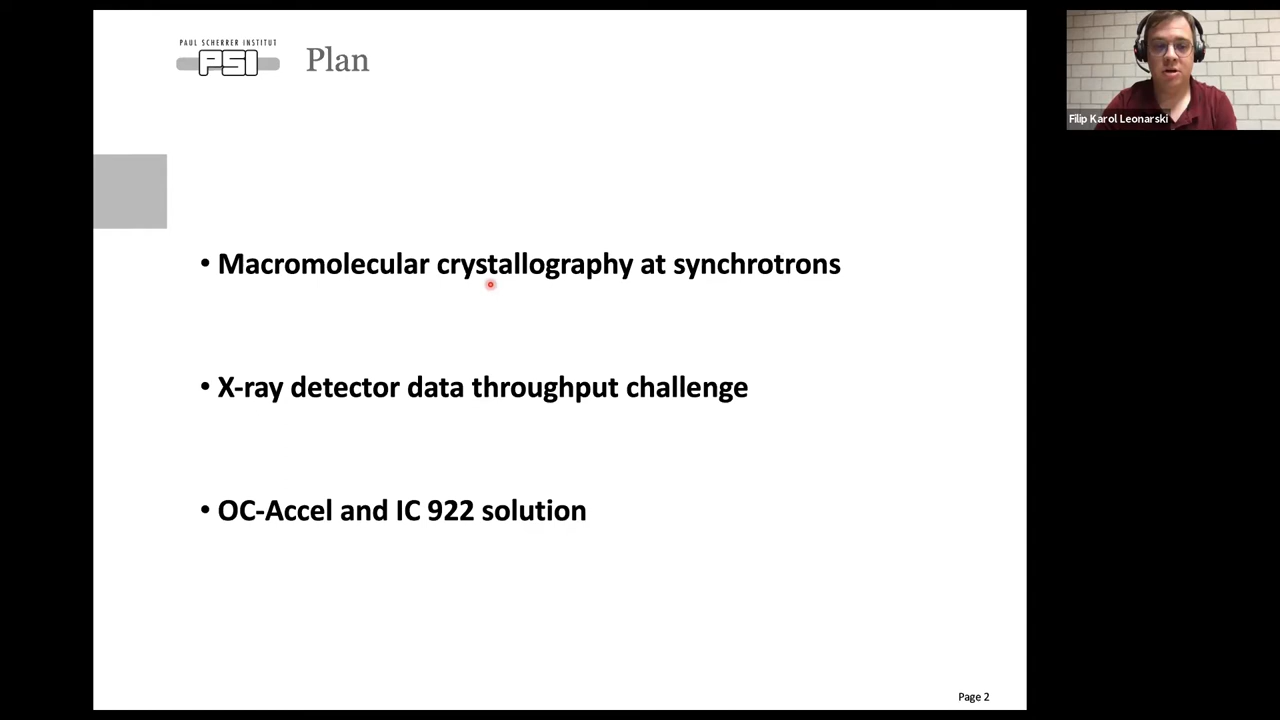 PAUL SCHERRER INSTITUT
PSI
Plan
Filip Karol Leonarski
• Macromolecular crystallography at synchrotrons
• X-ray detector data throughput challenge
• OC-Accel and IC 922 solution
Page 2